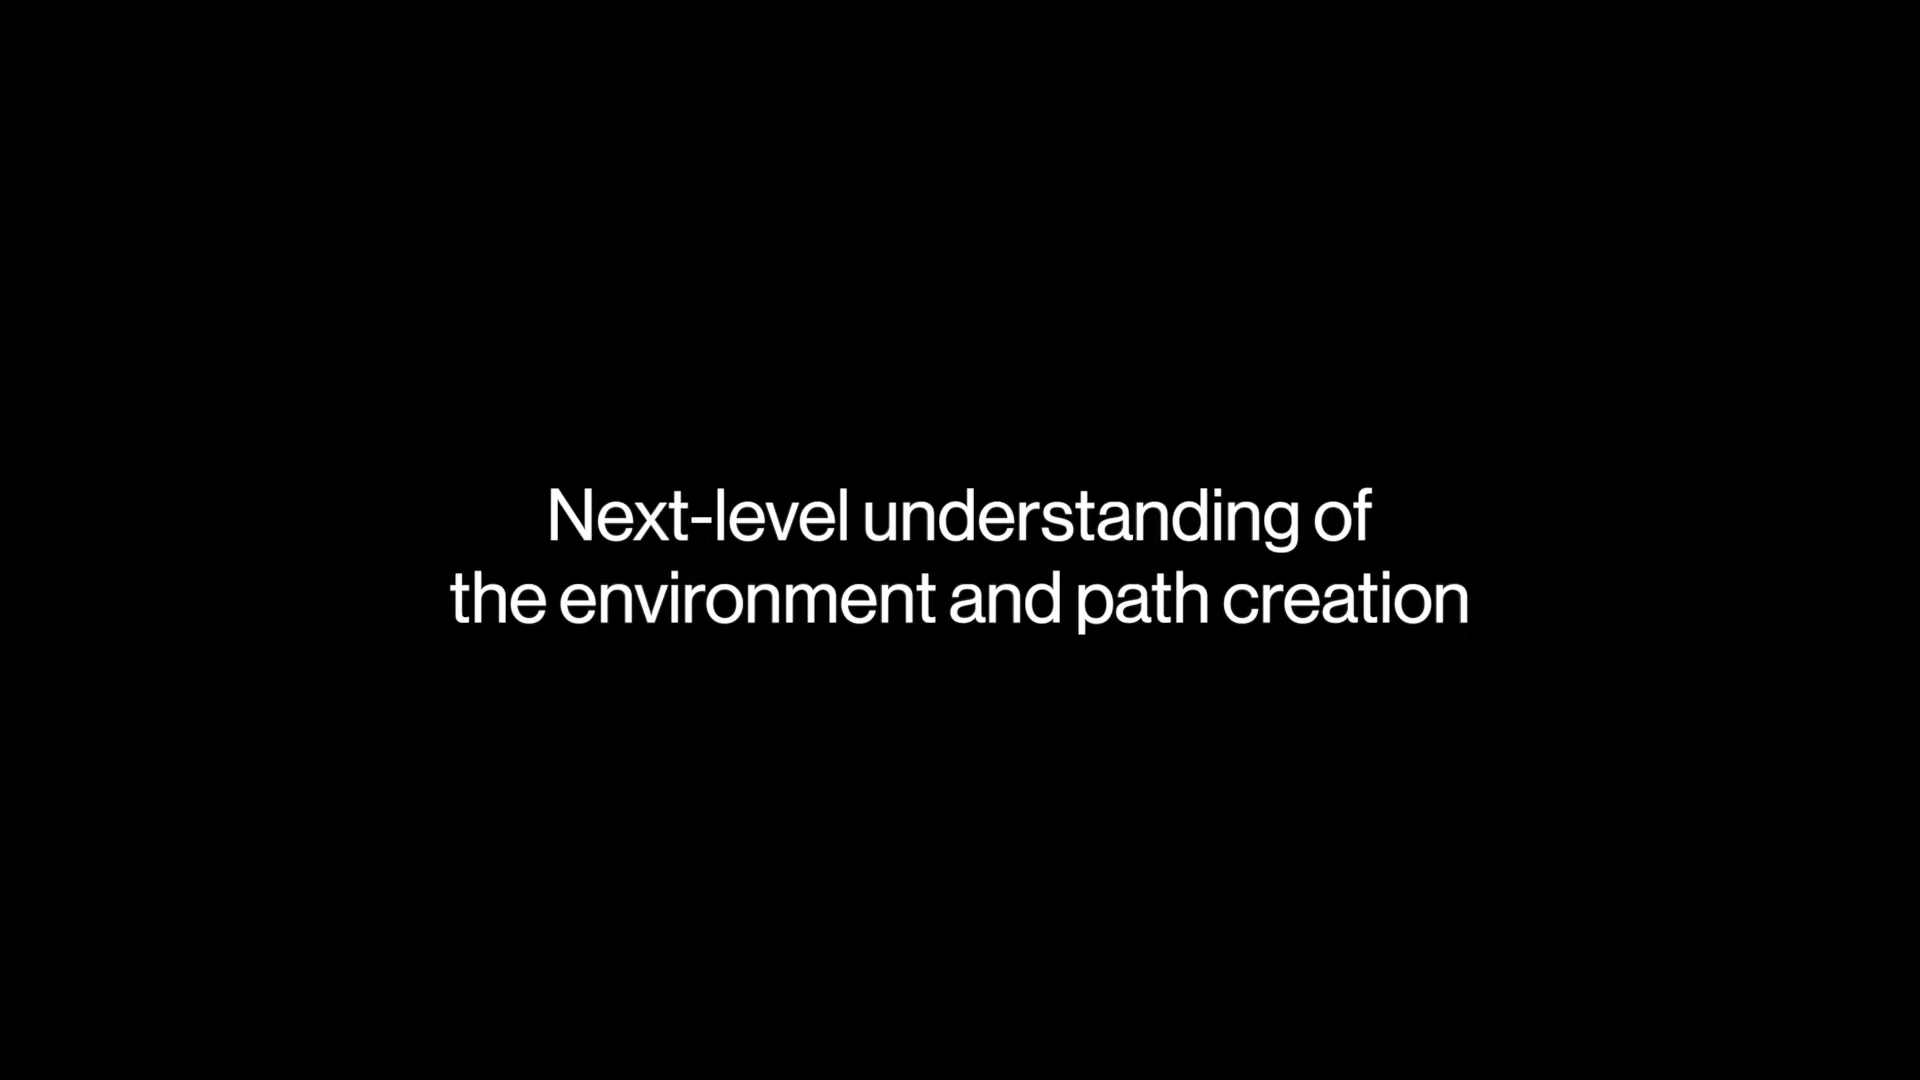 Next-level understanding of
the environment and path creation